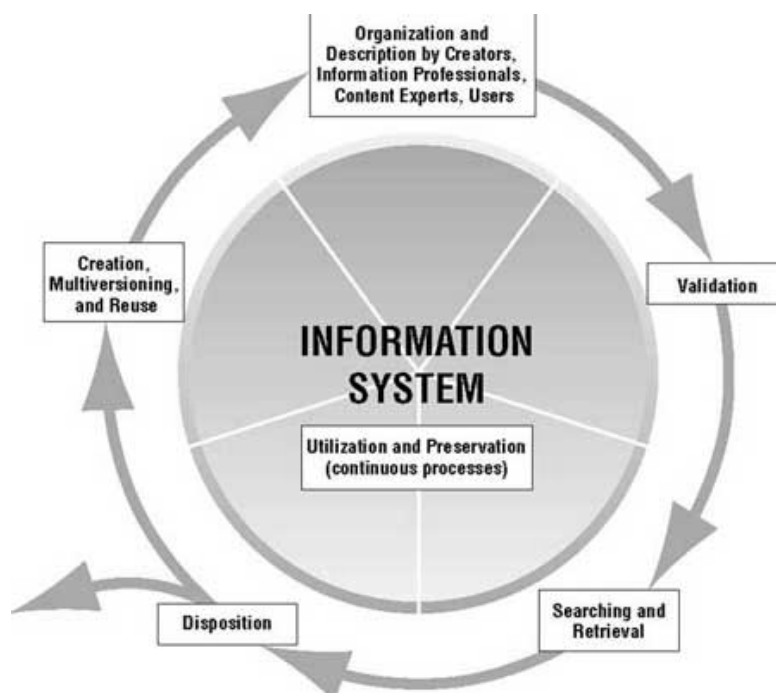 Organization and
Description by Creators,
Information Professionals,
Content Experts, Users
Creation,
Multiversioning,
and Reuse
Validation
INFORMATION
SYSTEM
Utilization and Preservation
(continuous processes)
Searching and
Retrieval
Disposition